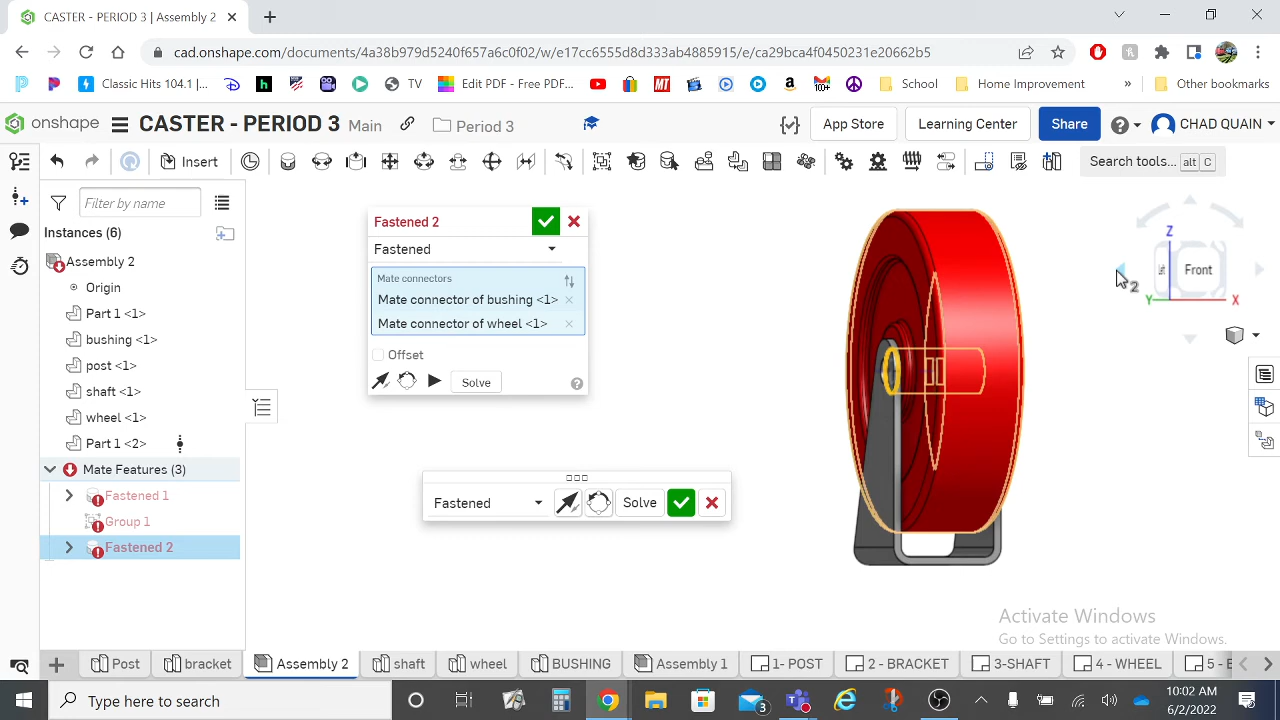 CASTER - PERIOD 3 | Assembly 2
cad.onshape.com/documents/4a38b979d5240f657a6c0f02/w/e17cc6555d8d333ab4885915/e/ca29bca4f0450231e20662b5
Classic Hits 104.1 |...
TV
Edit PDF - Free PDF...
MT
100+
School
Home Improvement
»
Other bookmarks
onshape
CASTER - PERIOD 3
Main
Period 3
App Store
Learning Center
Share
CHAD QUAIN
Insert
Search tools... alt C
Filter by name
Instances (6)
Assembly 2
Origin
Part 1 <1>
bushing <1>
post <1>
shaft <1>
wheel <1>
Part 1 <2>
Mate Features (3)
Fastened 1
Group 1
Fastened 2
Fastened 2
Fastened
Mate connectors
Mate connector of bushing <1>
Mate connector of wheel <1>
Offset
Solve
Fastened
Solve
Z
Front
Y
X
2
Activate Windows
Go to Settings to activate Windows.
Post
bracket
Assembly 2
shaft
wheel
BUSHING
Assembly 1
1- POST
2 - BRACKET
3-SHAFT
4 - WHEEL
Type here to search
3
10:02 AM
6/2/2022